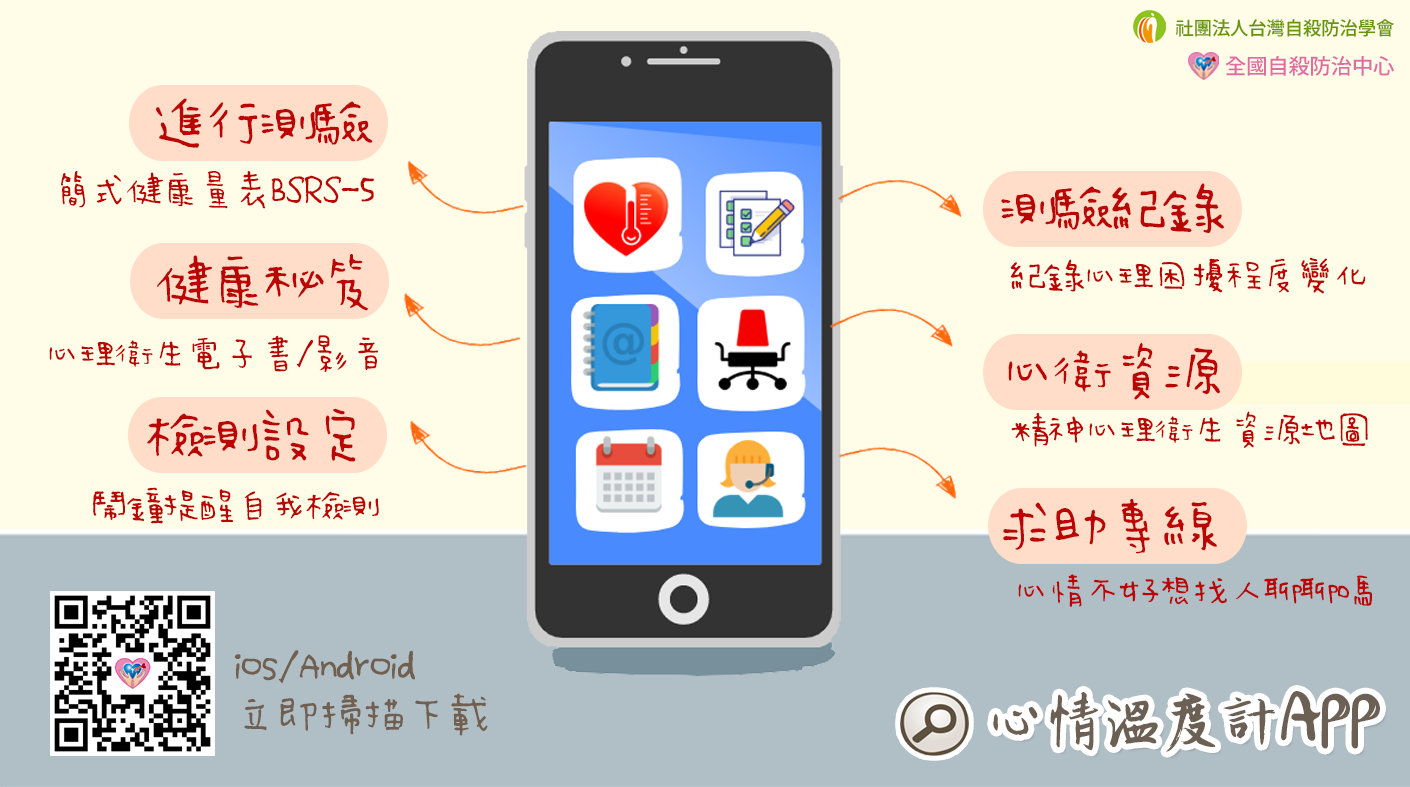 社團法人台灣自殺防治學會
全國自殺防治中心
進行測驗
簡式健康量表BSRS-5
健康秘笈
心理衛生電子書/影音
檢測設定
鬧鐘提醒自我檢測
@
測驗紀錄
紀錄心理困擾程度變化
心衛資源
精神心理衛生資源地圖
求助專線
心情不好想找人聊聊嗎
ios/Android
立即掃描下載
心情溫度計APP